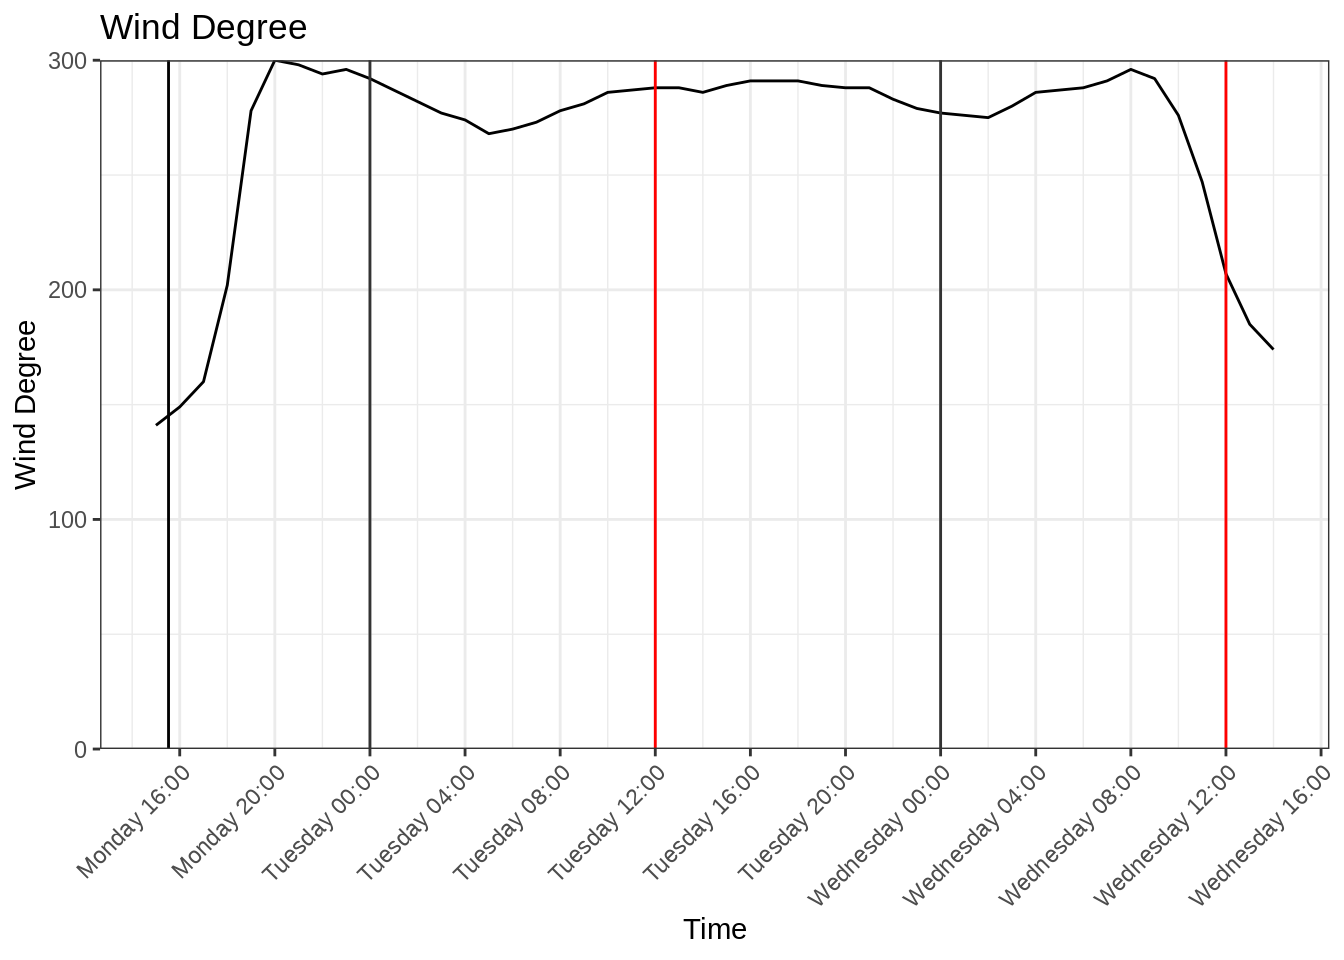 Wind Degree
Wind Degree
300
200
100
0
Monday 16:00
Monday 20:00
Tuesday 00:00
Tuesday 04:00
Tuesday 08:00
Tuesday 12:00
Tuesday 16:00
Tuesday 20:00
Wednesday 00:00
Wednesday 04:00
Wednesday 08:00
Wednesday 12:00
Wednesday 16:00
Time